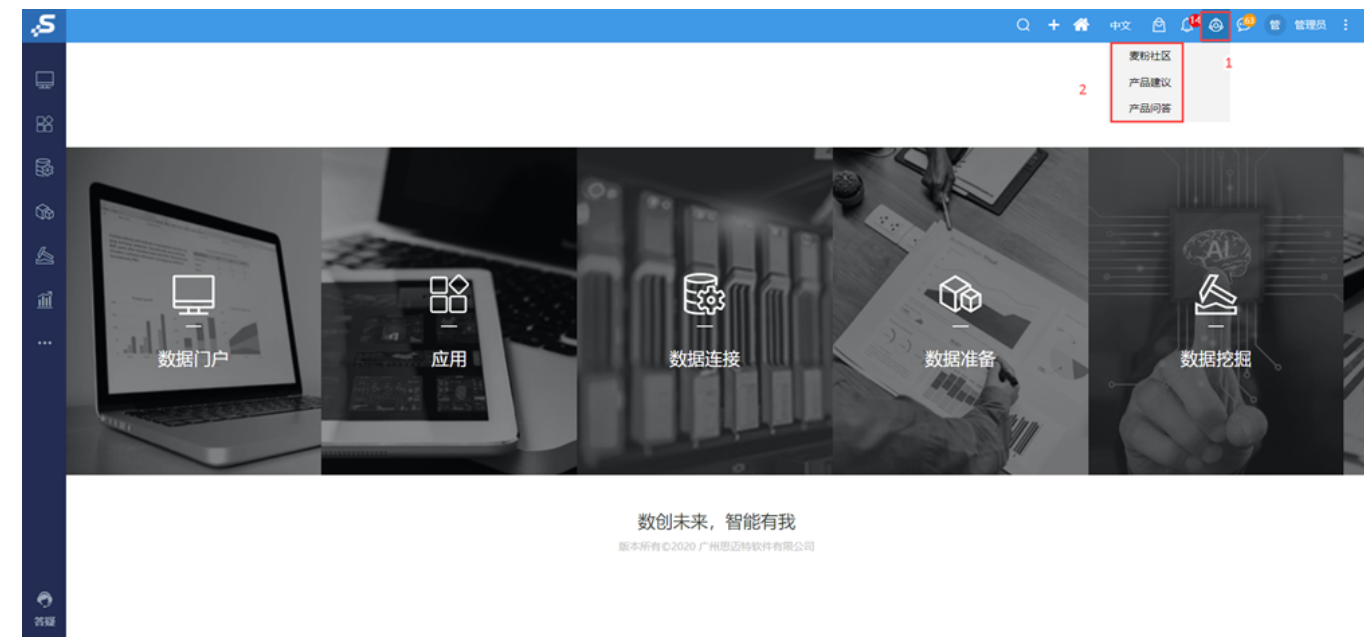 S
中文
14
63
管
管理员
麦粉社区
1
产品建议
2
产品问答
AI
数据门户
应用
数据连接
数据准备
数据挖掘
数创未来，智能有我
版本所有©2020 广州思迈特软件有限公司
答疑